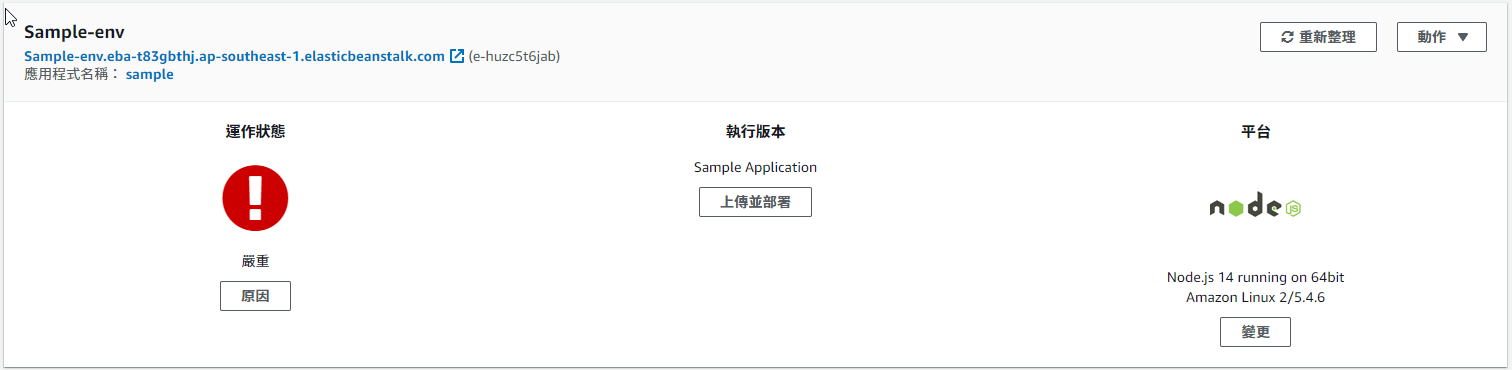 Sample-env
Sample-env.eba-t83gbthj.ap-southeast-1.elasticbeanstalk.com (e-huzc5t6jab)
應用程式名稱： sample
重新整理
動作
運作狀態
嚴重
原因
執行版本
Sample Application
上傳並部署
平台
node JS
Node.js 14 running on 64bit
Amazon Linux 2/5.4.6
變更